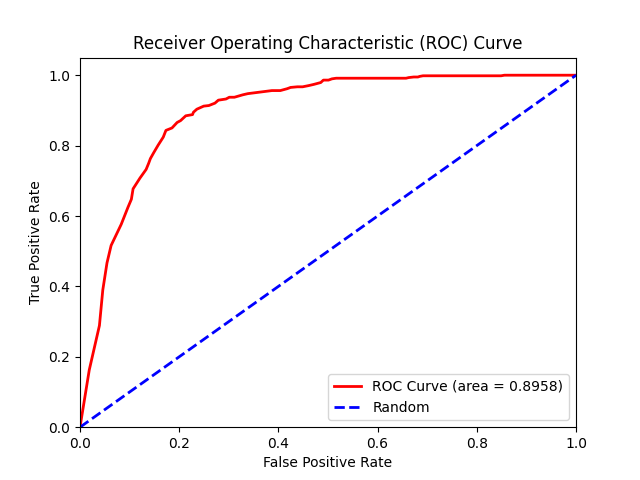 Receiver Operating Characteristic (ROC) Curve
1.0
0.8
0.6
0.4
0.2
0.0
True Positive Rate
ROC Curve (area = 0.8958)
Random
0.0 0.2 0.4 0.6 0.8 1.0
False Positive Rate